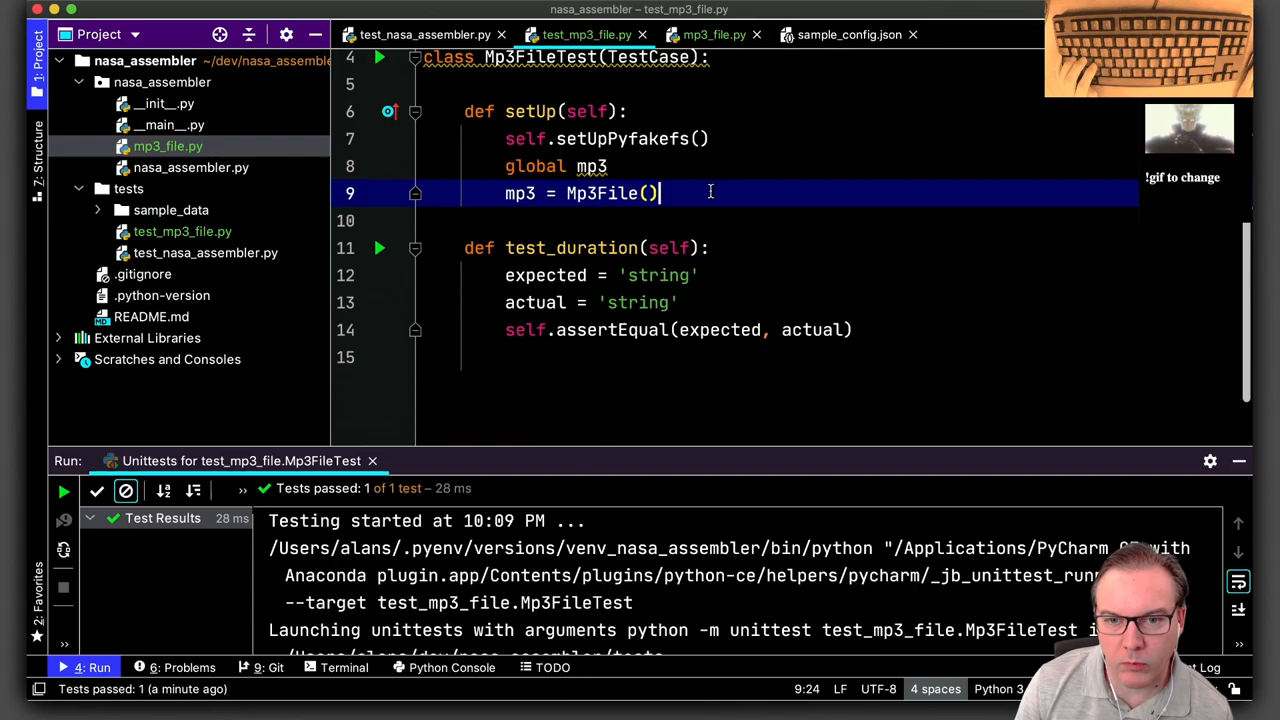 nasa_assembler – test_mp3_file.py
1: Project
Project
test_nasa_assembler.py
test_mp3_file.py
mp3_file.py
sample_config.json
nasa_assembler ~/dev/nasa_assemble
nasa_assembler
__init__.py
__main__.py
mp3_file.py
nasa_assembler.py
tests
sample_data
test_mp3_file.py
test_nasa_assembler.py
.gitignore
.python-version
README.md
External Libraries
Scratches and Consoles
7: Structure
2: Favorites
4 class Mp3FileTest(TestCase):
5
6 def setUp(self):
7 self.setUpPyfakefs()
8 global mp3
9 mp3 = Mp3File()
10
11 def test_duration(self):
12 expected = 'string'
13 actual = 'string'
14 self.assertEqual(expected, actual)
15
!gif to change
Run: Unittests for test_mp3_file.Mp3FileTest
>> Tests passed: 1 of 1 test – 28 ms
Test Results 28 ms
Testing started at 10:09 PM ...
/Users/alans/.pyenv/versions/venv_nasa_assembler/bin/python "/Applications/PyCharm CE with
Anaconda plugin.app/Contents/plugins/python-ce/helpers/pycharm/_jb_unittest_runn
--target test_mp3_file.Mp3FileTest
Launching unittests with arguments python -m unittest test_mp3_file.Mp3FileTest i
/Users/alans/dev/nasa_assembler/tests
4: Run
6: Problems
9: Git
Terminal
Python Console
TODO
t Log
Tests passed: 1 (a minute ago)
9:24 LF UTF-8 4 spaces Python 3